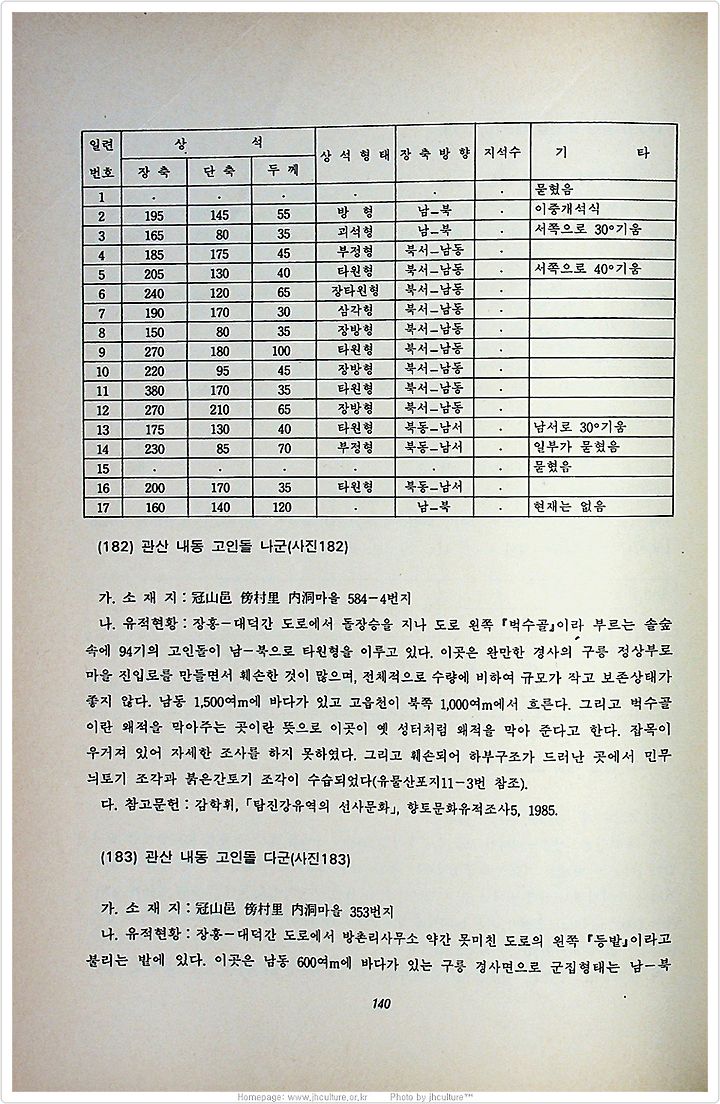 일련 번호 상 석 상석형태 장축방향 지석수 기 타
장축 단축 두께
1 · · · · · · 묻혔음
2 195 145 55 방 형 남–북 · 이중개석식
3 165 80 35 괴석형 남–북 · 서쪽으로 30°기움
4 185 175 45 부정형 북서–남동 ·
5 205 130 40 타원형 북서–남동 · 서쪽으로 40°기움
6 240 120 65 장타원형 북서–남동 ·
7 190 170 30 삼각형 북서–남동 ·
8 150 80 35 장방형 북서–남동 ·
9 270 180 100 타원형 북서–남동 ·
10 220 95 45 장방형 북서–남동 ·
11 380 170 35 타원형 북서–남동 ·
12 270 210 65 장방형 북서–남동 ·
13 175 130 40 타원형 북동–남서 · 남서로 30°기움
14 230 85 70 부정형 북동–남서 · 일부가 묻혔음
15 · · · · · · 묻혔음
16 200 170 35 타원형 북동–남서 ·
17 160 140 120 · 남–북 · 현재는 없음
(182) 관산 내동 고인돌 나군(사진182)
가. 소 재 지 : 冠山邑 傍村里 内洞마을 584–4번지
나. 유적현황 : 장흥–대덕간 도로에서 돌장승을 지나 도로 왼쪽 『벅수골』이라 부르는 솔숲
속에 94기의 고인돌이 남–북으로 타원형을 이루고 있다. 이곳은 완만한 경사의 구릉 정상부로
마을 진입로를 만들면서 훼손한 것이 많으며, 전체적으로 수량에 비하여 규모가 작고 보존상태가
좋지 않다. 남동 1,500여m에 바다가 있고 고읍천이 북쪽 1,000여m에서 흐른다. 그리고 벅수골
이란 왜적을 막아주는 곳이란 뜻으로 이곳이 옛 성터처럼 왜적을 막아 준다고 한다. 잡목이
우거져 있어 자세한 조사를 하지 못하였다. 그리고 훼손되어 하부구조가 드러난 곳에서 민무
늬토기 조각과 붉은간토기 조각이 수습되었다(유물산포지11–3번 참조).
다. 참고문헌 : 감학휘, 「탐진강유역의 선사문화」, 향토문화유적조사5, 1985.
(183) 관산 내동 고인돌 다군(사진183)
가. 소 재 지 : 冠山邑 傍村里 内洞마을 353번지
나. 유적현황 : 장흥–대덕간 도로에서 방촌리사무소 약간 못미친 도로의 왼쪽 『등밭』이라고
불리는 밭에 있다. 이곳은 남동 600여m에 바다가 있는 구릉 경사면으로 군집형태는 남–북
140
Homepage: www.jhculture.or.kr Photo by jhculture™